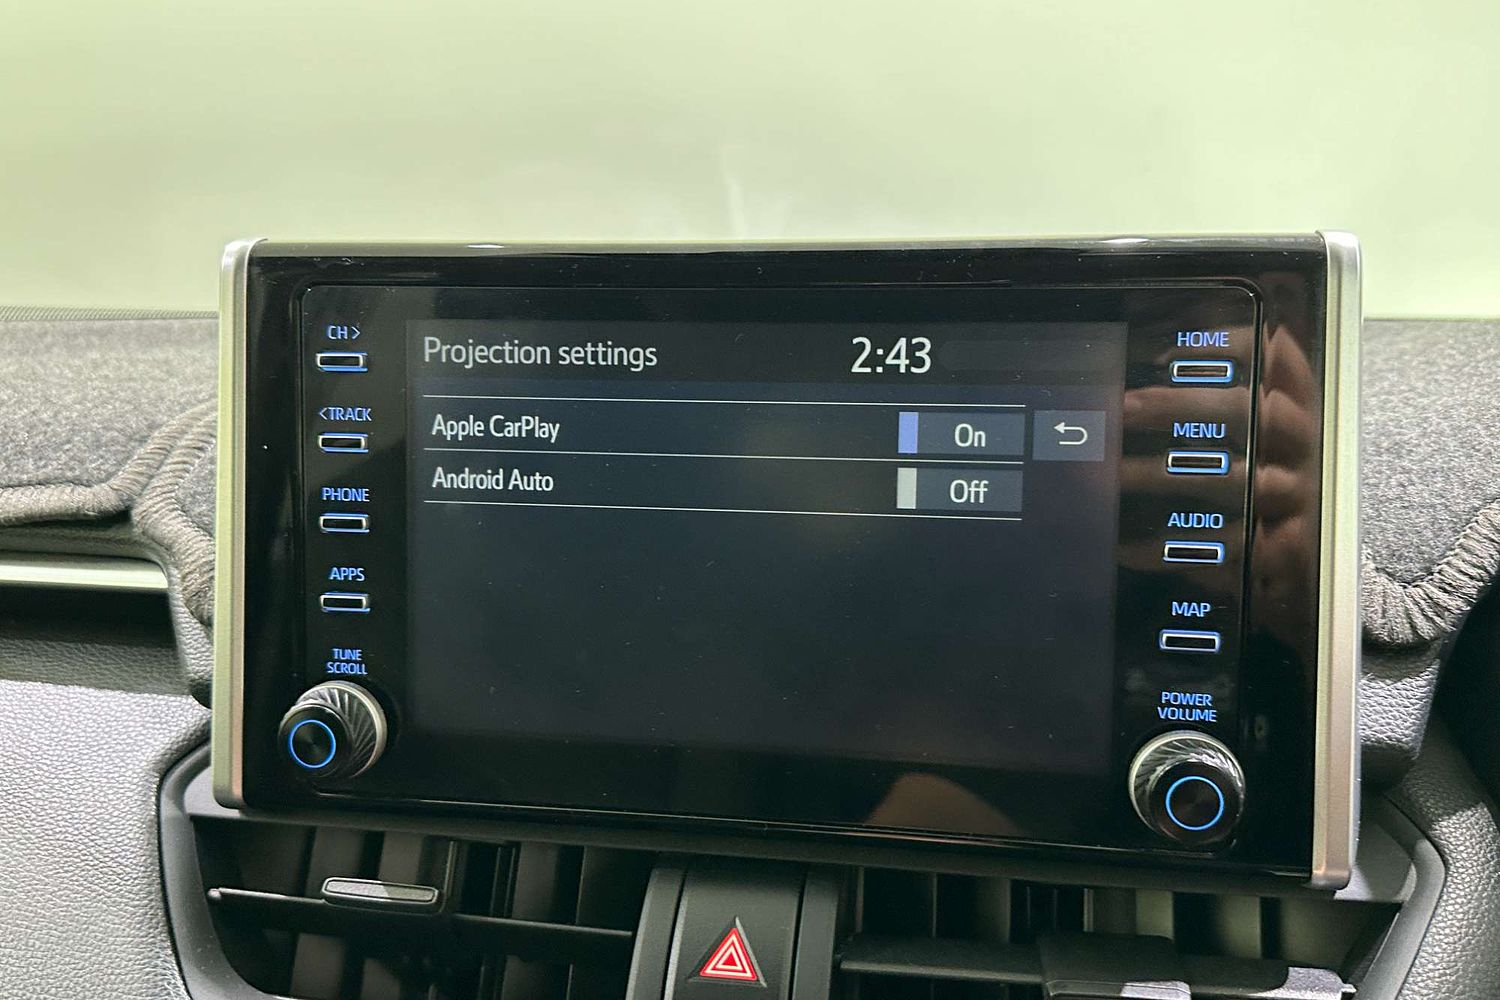 CH >
< TRACK
PHONE
APPS
TUNE
SCROLL
Projection settings 2:43
Apple CarPlay On
Android Auto Off
HOME
MENU
AUDIO
MAP
POWER
VOLUME